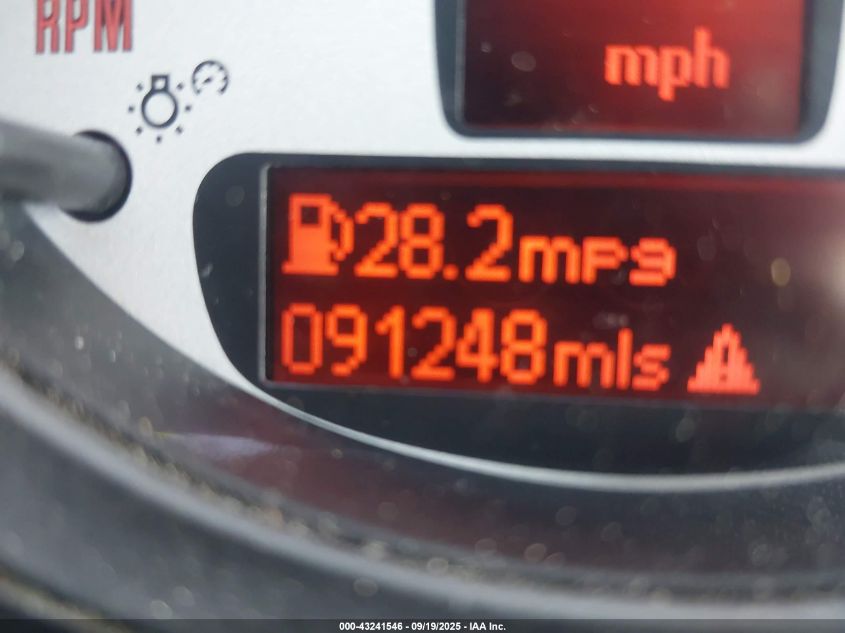 RPM
mph
28.2mpg
091248mls
000-43241546 - 09/19/2025 - IAA Inc.